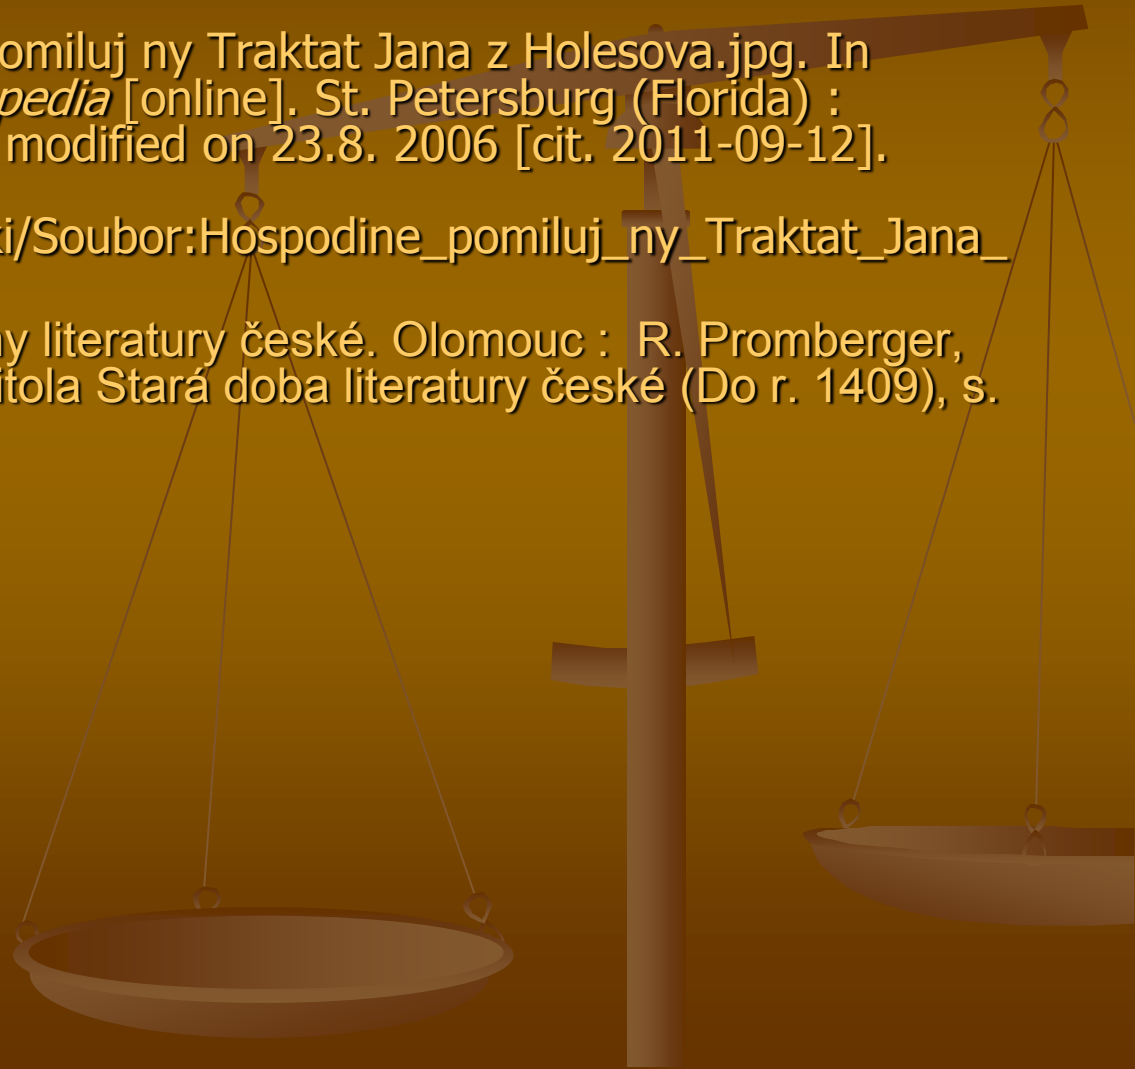 omiluj ny Traktat Jana z Holesova.jpg. In
pedia [online]. St. Petersburg (Florida) :
modified on 23.8. 2006 [cit. 2011-09-12].
ki/Soubor:Hospodine_pomiluj_ny_Traktat_Jana_
ny literatury české. Olomouc : R. Promberger,
itola Stará doba literatury české (Do r. 1409), s.